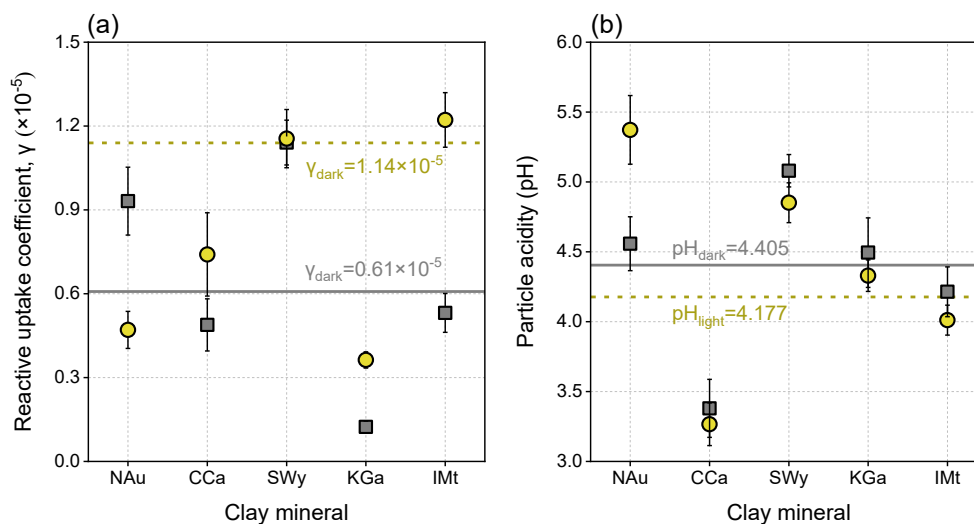 (a)
Reactive uptake coefficient, γ (×10⁻⁵)
1.5
1.2
0.9
0.6
0.3
0.0
γdark=1.14×10⁻⁵
γdark=0.61×10⁻⁵
NAu CCa SWy KGa IMt
Clay mineral
(b)
Particle acidity (pH)
6.0
5.5
5.0
4.5
4.0
3.5
3.0
pHdark=4.405
pHlight=4.177
NAu CCa SWy KGa IMt
Clay mineral